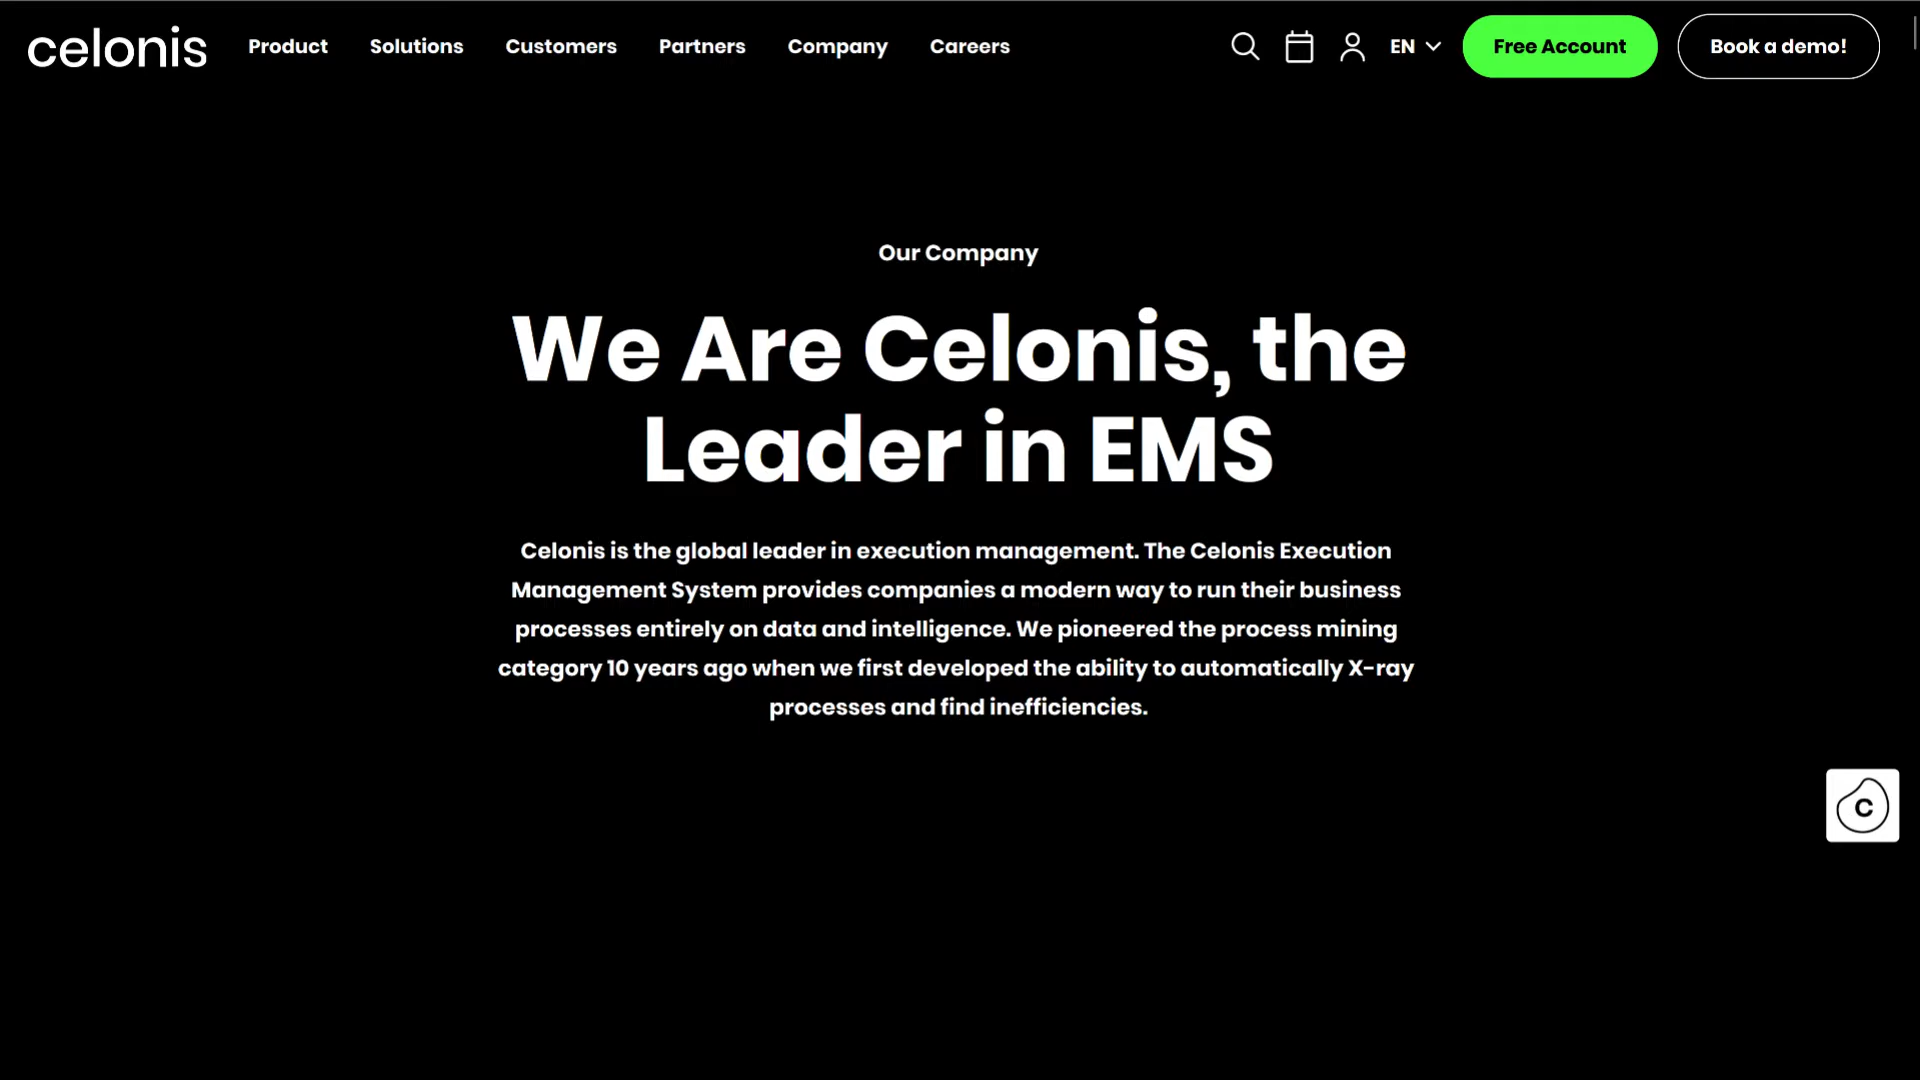 celonis Product Solutions Customers Partners Company Careers EN Free Account Book a demo!
Our Company
We Are Celonis, the
Leader in EMS
Celonis is the global leader in execution management. The Celonis Execution
Management System provides companies a modern way to run their business
processes entirely on data and intelligence. We pioneered the process mining
category 10 years ago when we first developed the ability to automatically X-ray
processes and find inefficiencies.
C